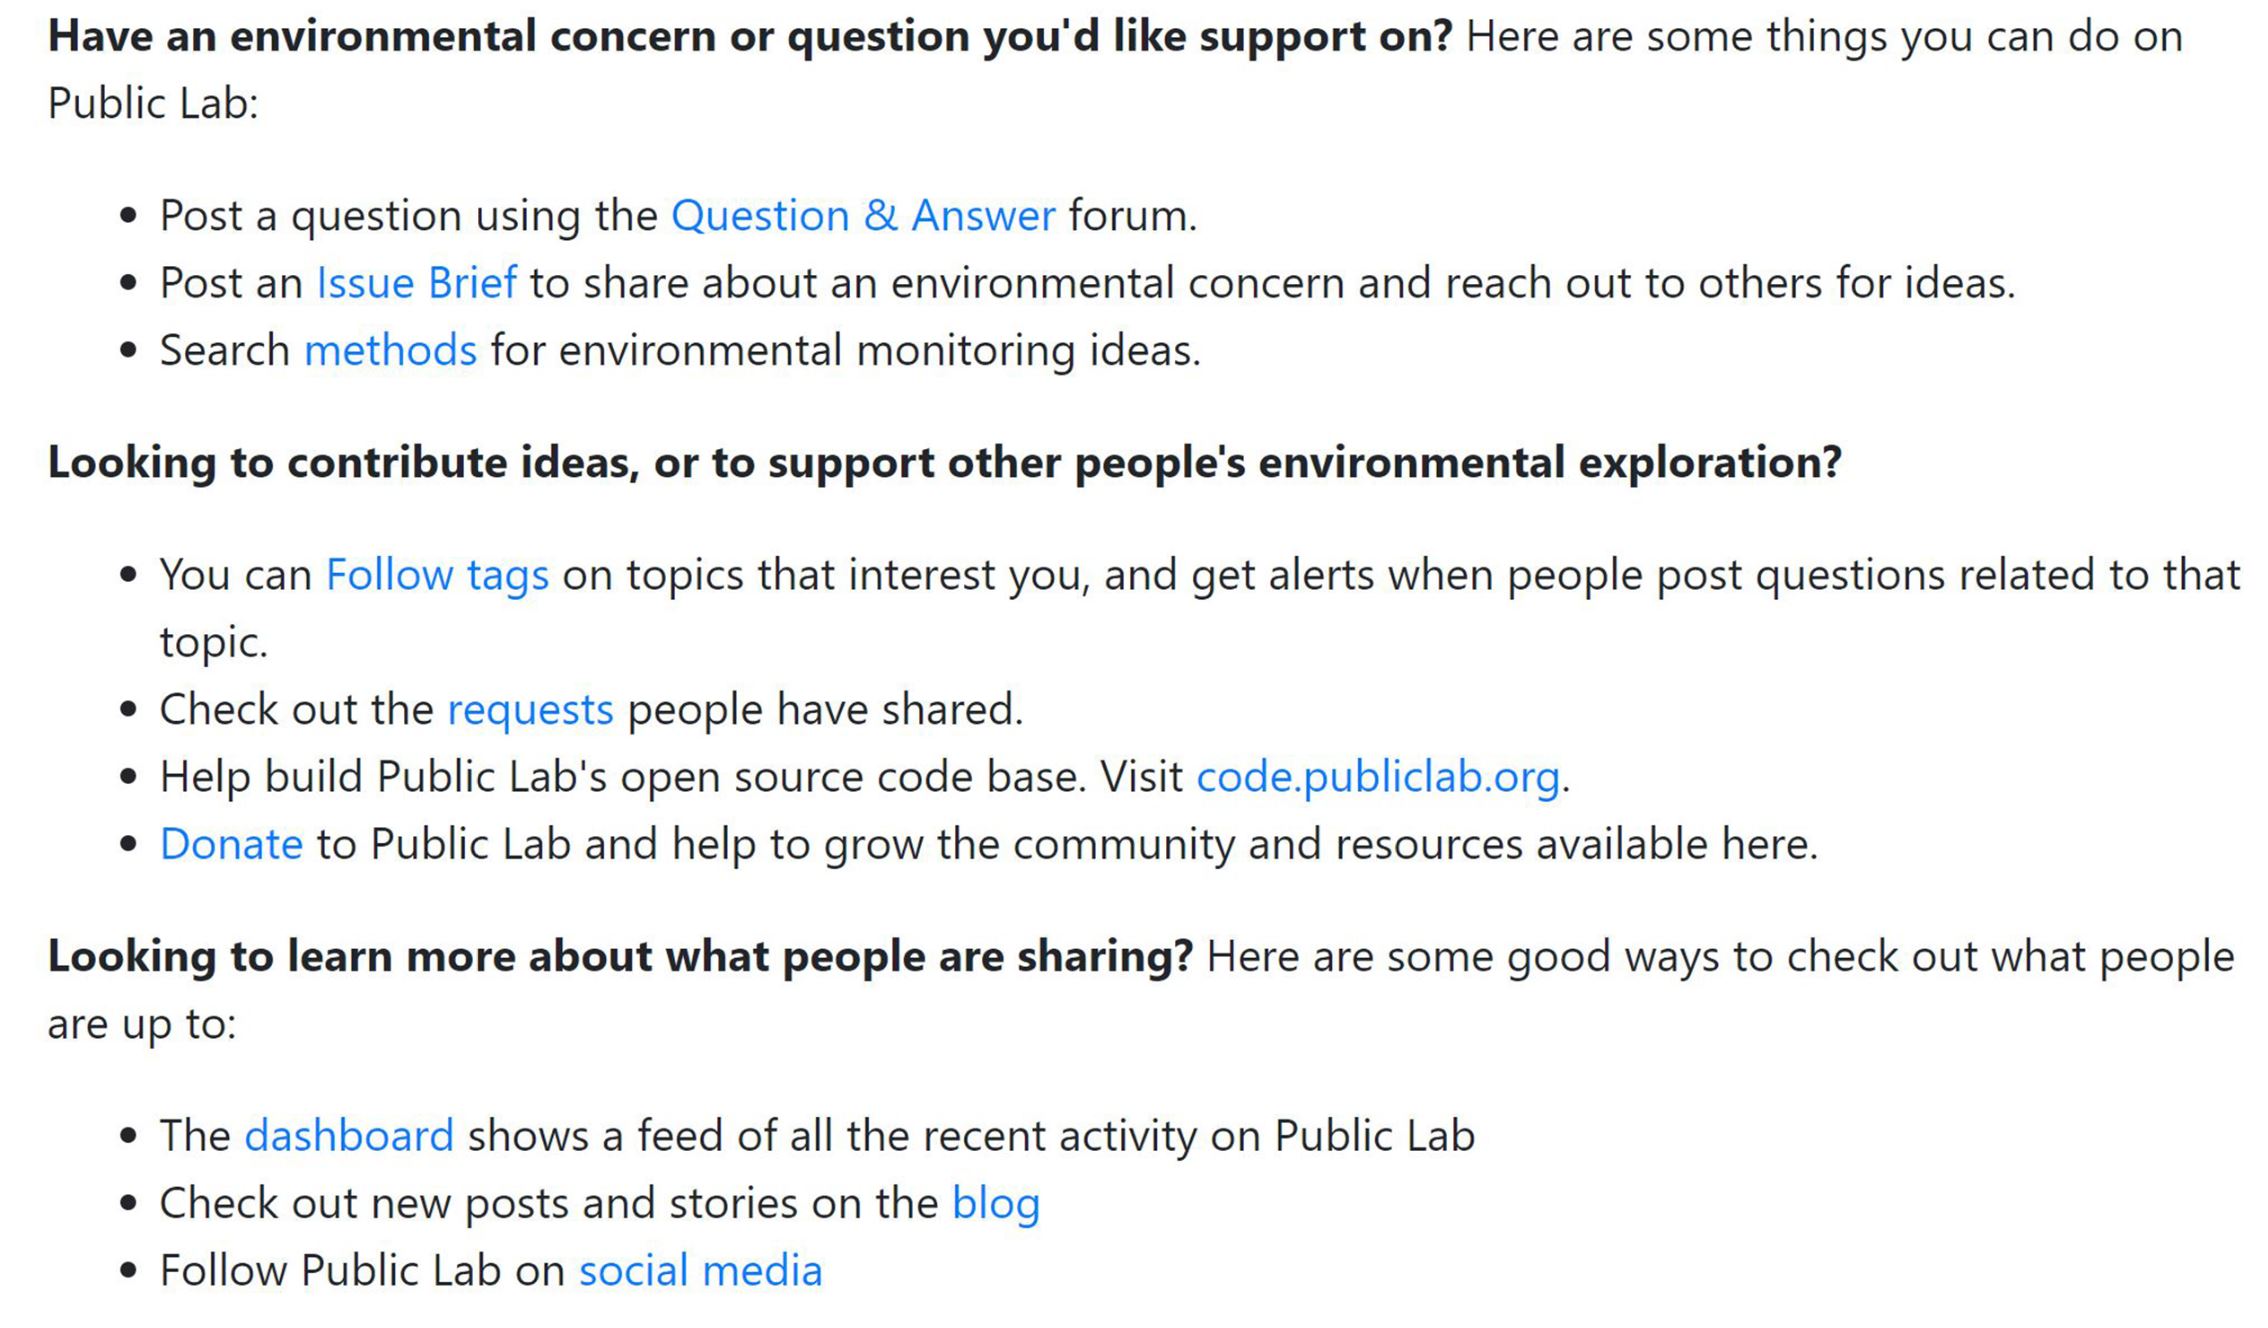 Have an environmental concern or question you'd like support on? Here are some things you can do on
Public Lab:
• Post a question using the Question & Answer forum.
• Post an Issue Brief to share about an environmental concern and reach out to others for ideas.
• Search methods for environmental monitoring ideas.
Looking to contribute ideas, or to support other people's environmental exploration?
• You can Follow tags on topics that interest you, and get alerts when people post questions related to that
topic.
• Check out the requests people have shared.
• Help build Public Lab's open source code base. Visit code.publiclab.org.
• Donate to Public Lab and help to grow the community and resources available here.
Looking to learn more about what people are sharing? Here are some good ways to check out what people
are up to:
• The dashboard shows a feed of all the recent activity on Public Lab
• Check out new posts and stories on the blog
• Follow Public Lab on social media